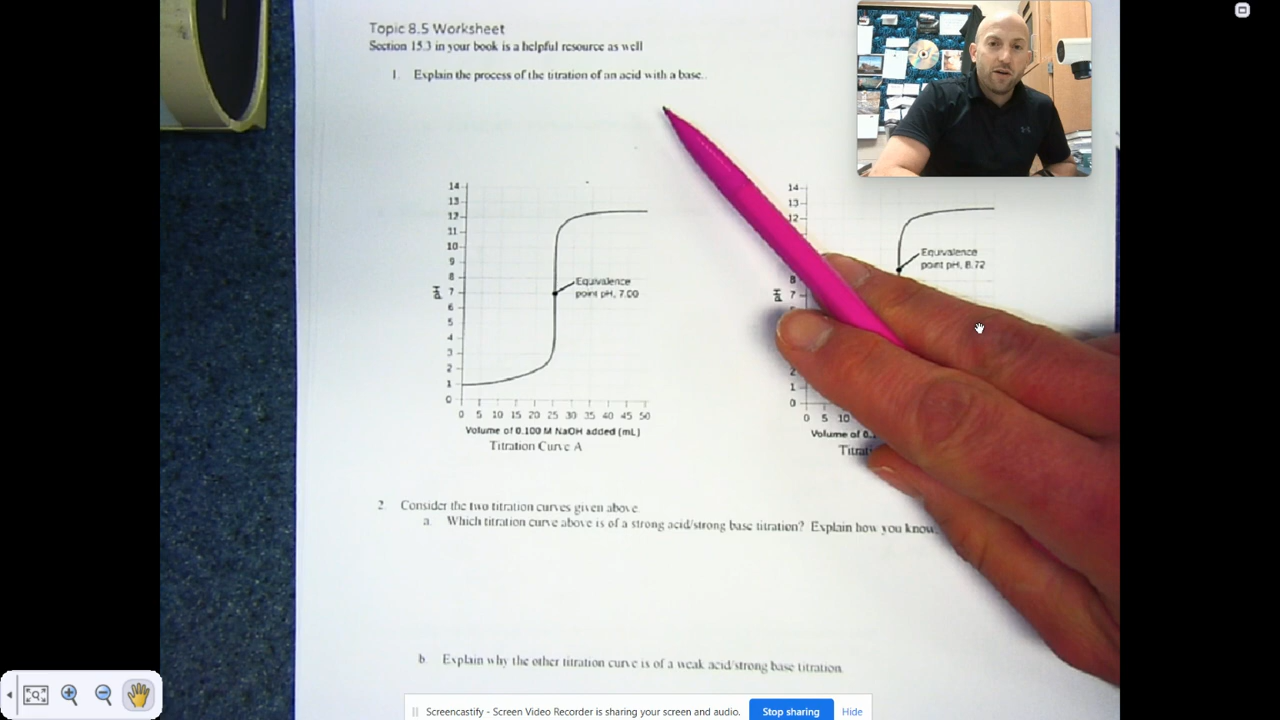 Topic 8.5 Worksheet
Section 15.3 in your book is a helpful resource as well
1. Explain the process of the titration of an acid with a base..
14
13
12
11
10
9
8
7
6
5
4
3
2
1
0
pH
Equivalence
point pH, 7.00
0 5 10 15 20 25 30 35 40 45 50
Volume of 0.100 M NaOH added (mL)
Titration Curve A
14
13
12
8
7
2
1
0
pH
Equivalence
point pH, 8.72
0 5 10
Volume of 0.
2. Consider the two titration curves given above.
a. Which titration curve above is of a strong acid/strong base titration? Explain how you know.
b. Explain why the other titration curve is of a weak acid/strong base titration.
Screencastify - Screen Video Recorder is sharing your screen and audio.
Stop sharing
Hide